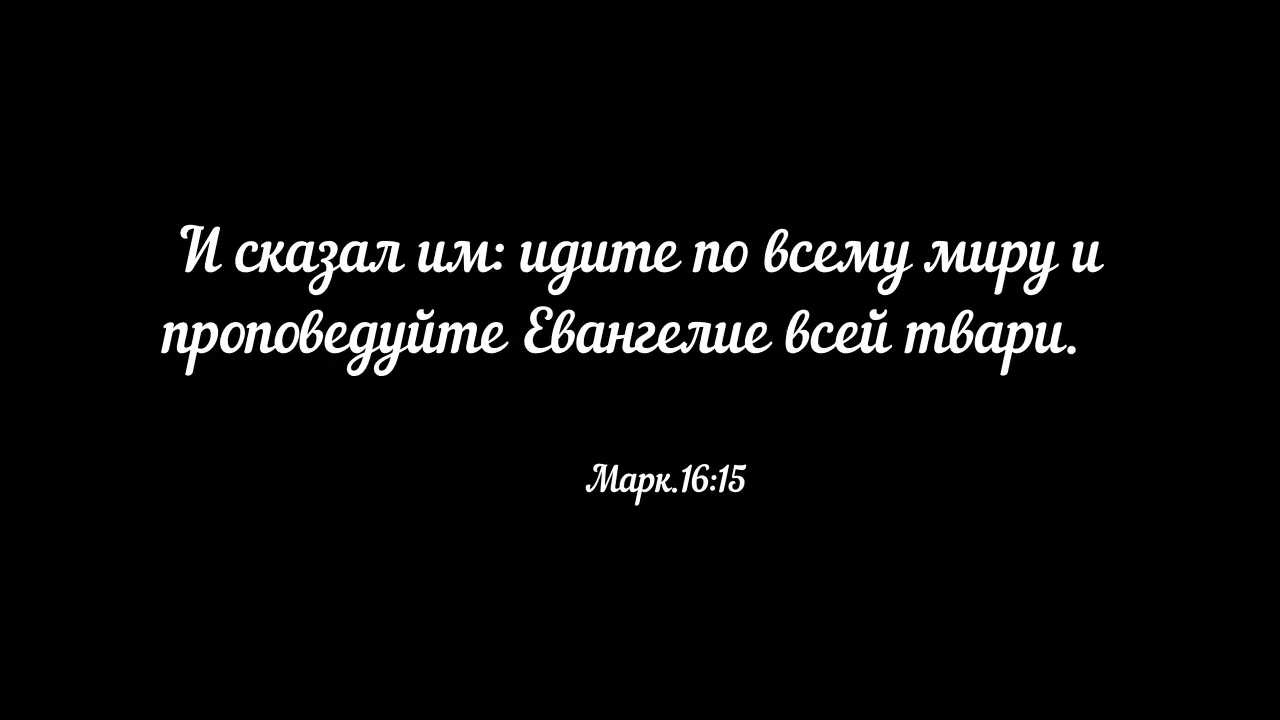 И сказал им: идите по всему миру и
проповедуйте Евангелие всей твари.
Марк.16:15